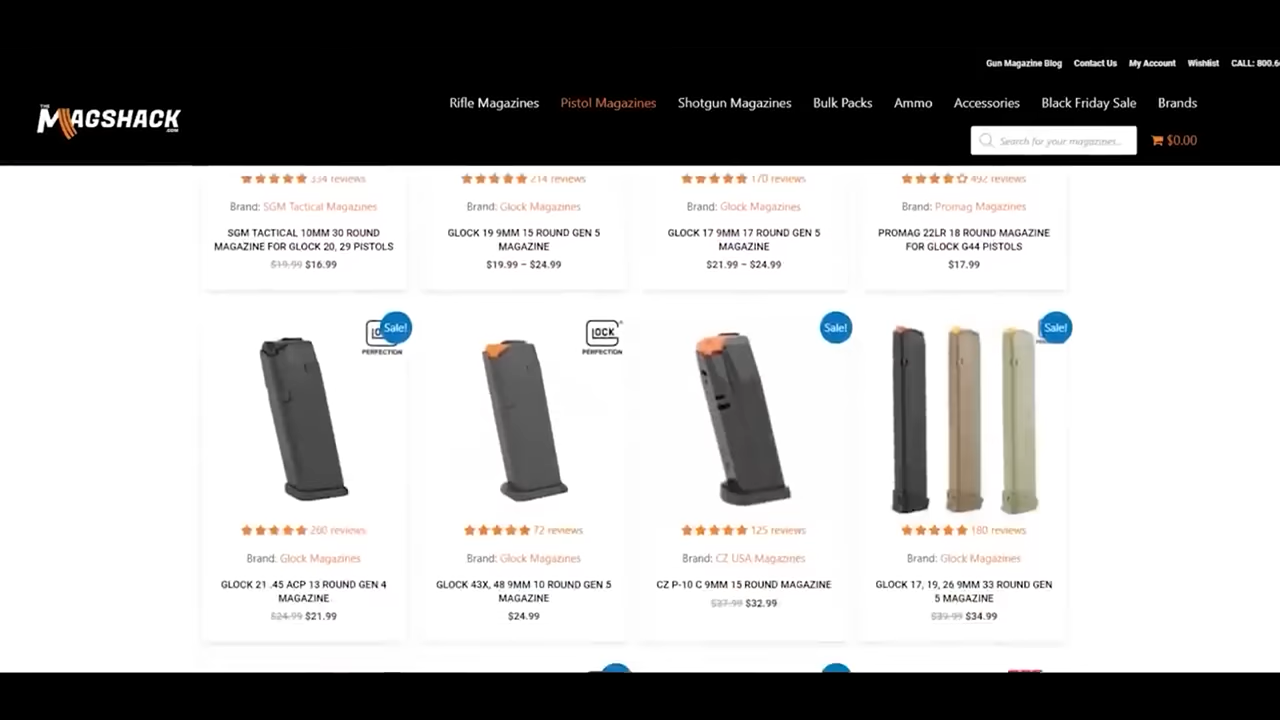 Gun Magazine Blog Contact Us My Account Wishlist CALL: 800.6
THE
MAGSHACK
.COM
Rifle Magazines Pistol Magazines Shotgun Magazines Bulk Packs Ammo Accessories Black Friday Sale Brands
Search for your magazines...
$0.00
334 reviews
214 reviews
170 reviews
492 reviews
Brand: SGM Tactical Magazines
Brand: Glock Magazines
Brand: Glock Magazines
Brand: Promag Magazines
SGM TACTICAL 10MM 30 ROUND
MAGAZINE FOR GLOCK 20, 29 PISTOLS
$19.99 $16.99
GLOCK 19 9MM 15 ROUND GEN 5
MAGAZINE
$19.99 – $24.99
GLOCK 17 9MM 17 ROUND GEN 5
MAGAZINE
$21.99 – $24.99
PROMAG 22LR 18 ROUND MAGAZINE
FOR GLOCK G44 PISTOLS
$17.99
Sale!
PERFECTION
GLOCK
PERFECTION
Sale!
Sale!
260 reviews
72 reviews
125 reviews
180 reviews
Brand: Glock Magazines
Brand: Glock Magazines
Brand: CZ USA Magazines
Brand: Glock Magazines
GLOCK 21 .45 ACP 13 ROUND GEN 4
MAGAZINE
$24.99 $21.99
GLOCK 43X, 48 9MM 10 ROUND GEN 5
MAGAZINE
$24.99
CZ P-10 C 9MM 15 ROUND MAGAZINE
$37.99 $32.99
GLOCK 17, 19, 26 9MM 33 ROUND GEN
5 MAGAZINE
$39.99 $34.99